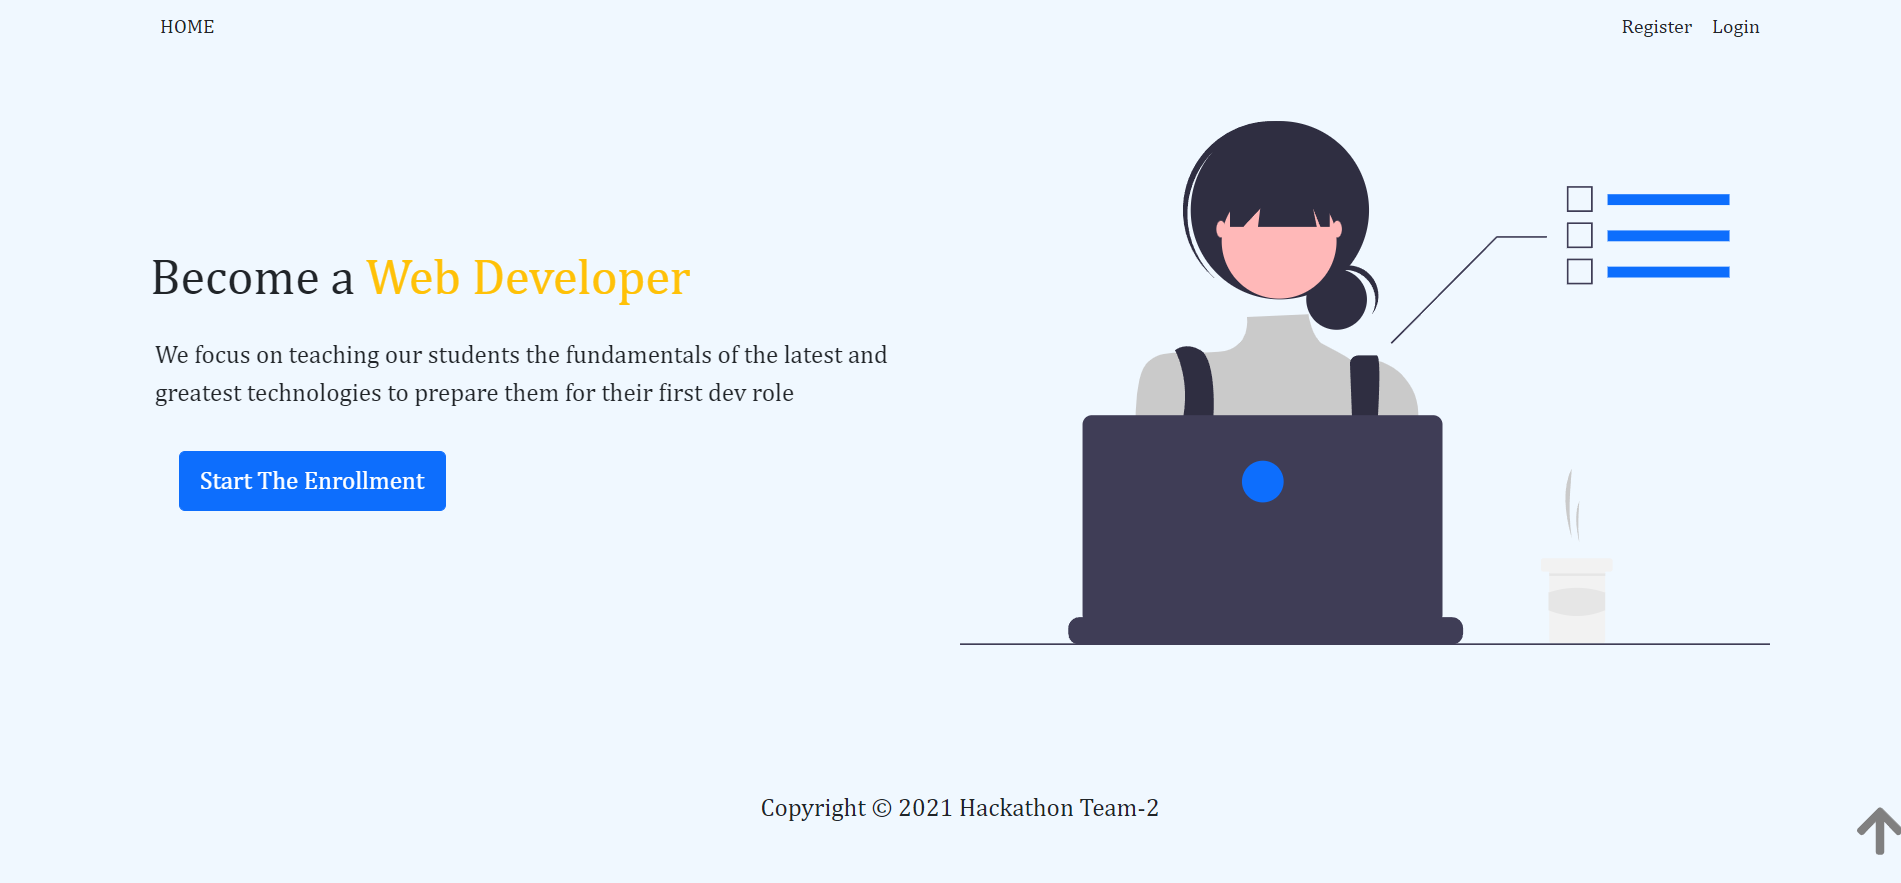 HOME
Register Login
Become a Web Developer
We focus on teaching our students the fundamentals of the latest and
greatest technologies to prepare them for their first dev role
Start The Enrollment
Copyright © 2021 Hackathon Team-2